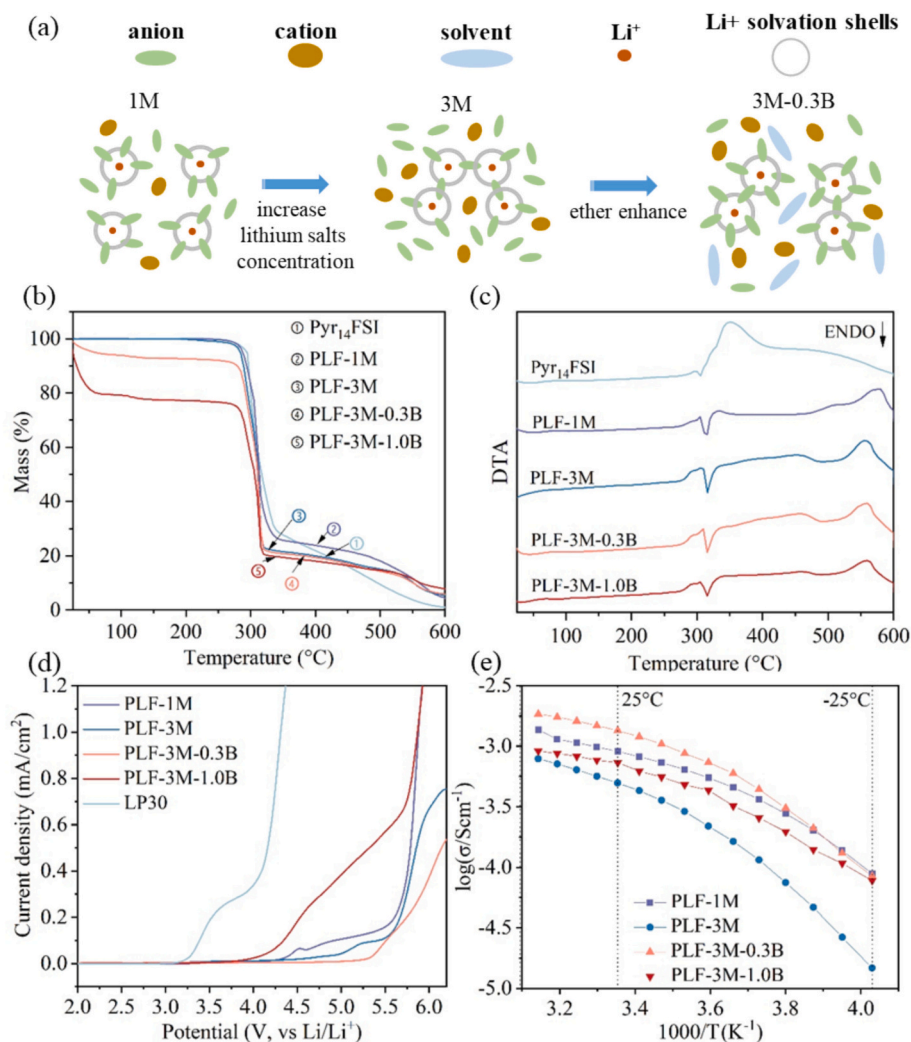 (a)
anion cation solvent Li⁺ Li+ solvation shells
1M 3M 3M-0.3B
increase
lithium salts
concentration
ether enhance
(b)
100
80
60
40
20
0
Mass (%)
① Pyr₁₄FSI
② PLF-1M
③ PLF-3M
④ PLF-3M-0.3B
⑤ PLF-3M-1.0B
③ ② ①
⑤ ④
100 200 300 400 500 600
Temperature (°C)
(c)
ENDO
DTA
Pyr₁₄FSI
PLF-1M
PLF-3M
PLF-3M-0.3B
PLF-3M-1.0B
100 200 300 400 500 600
Temperature (°C)
(d)
1.2
1.0
0.8
0.6
0.4
0.2
0.0
Current density (mA/cm²)
PLF-1M
PLF-3M
PLF-3M-0.3B
PLF-3M-1.0B
LP30
2.0 2.5 3.0 3.5 4.0 4.5 5.0 5.5 6.0
Potential (V, vs Li/Li⁺)
(e)
-2.5
-3.0
-3.5
-4.0
-4.5
-5.0
log(σ/Scm⁻¹)
25°C -25°C
PLF-1M
PLF-3M
PLF-3M-0.3B
PLF-3M-1.0B
3.2 3.4 3.6 3.8 4.0
1000/T(K⁻¹)